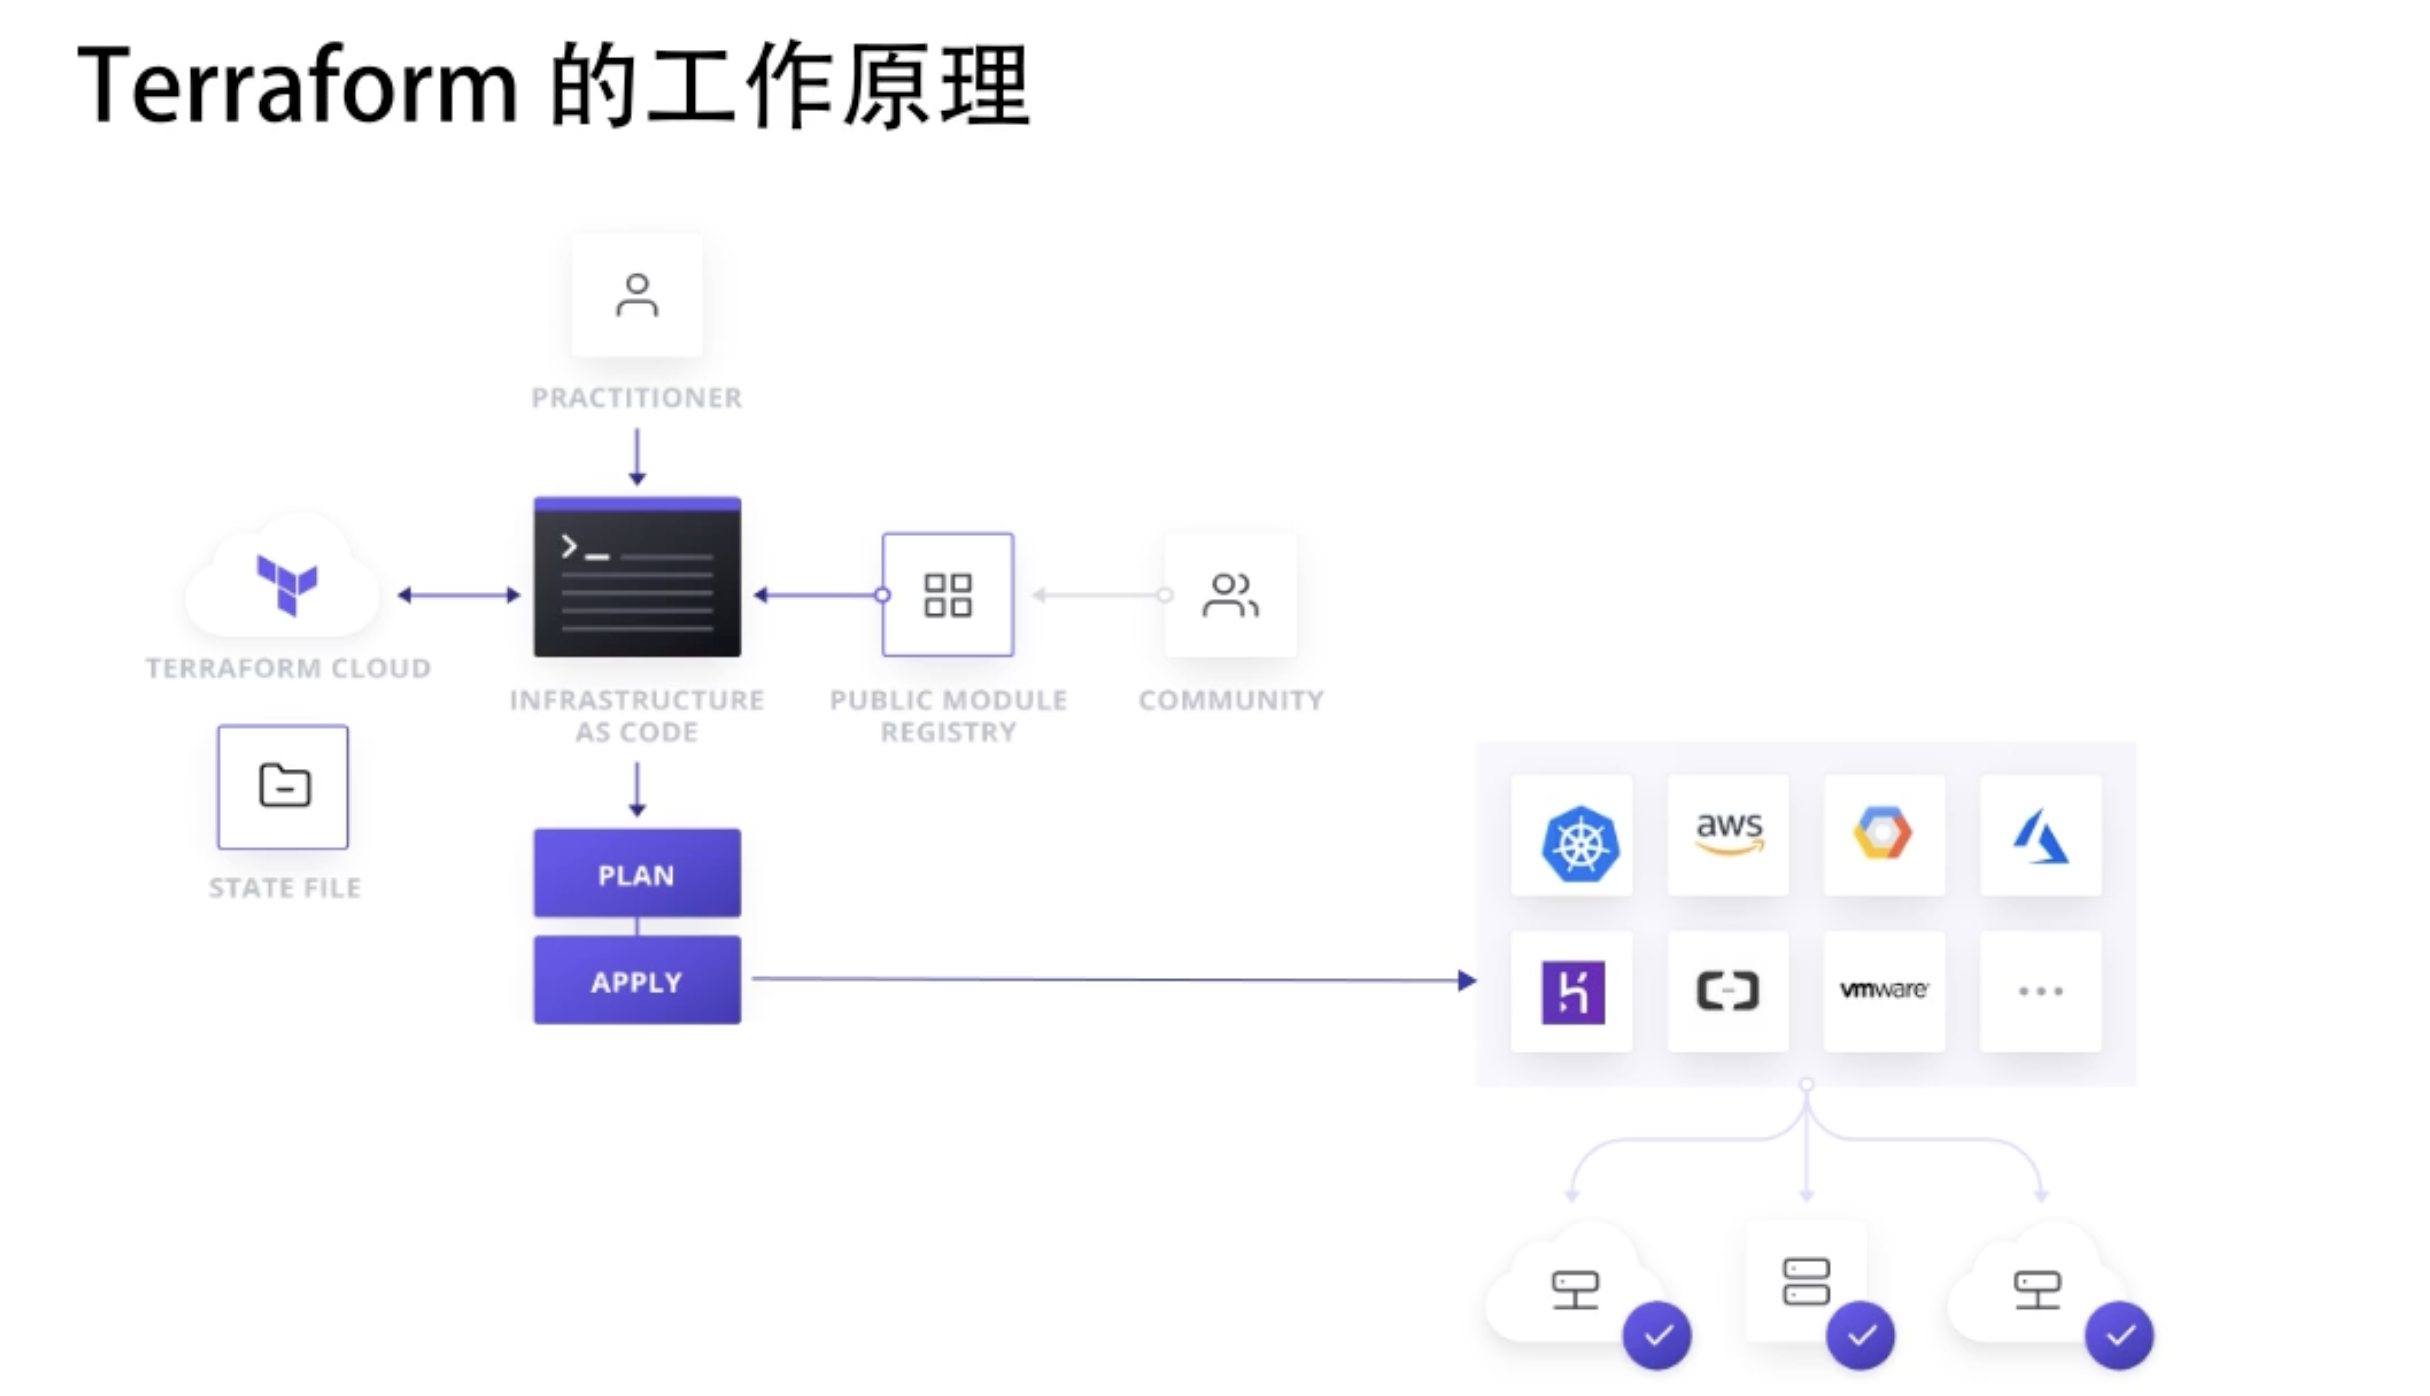 Terraform 的工作原理
PRACTITIONER
TERRAFORM CLOUD
INFRASTRUCTURE
AS CODE
PUBLIC MODULE
REGISTRY
COMMUNITY
STATE FILE
PLAN
APPLY
aws
vmware